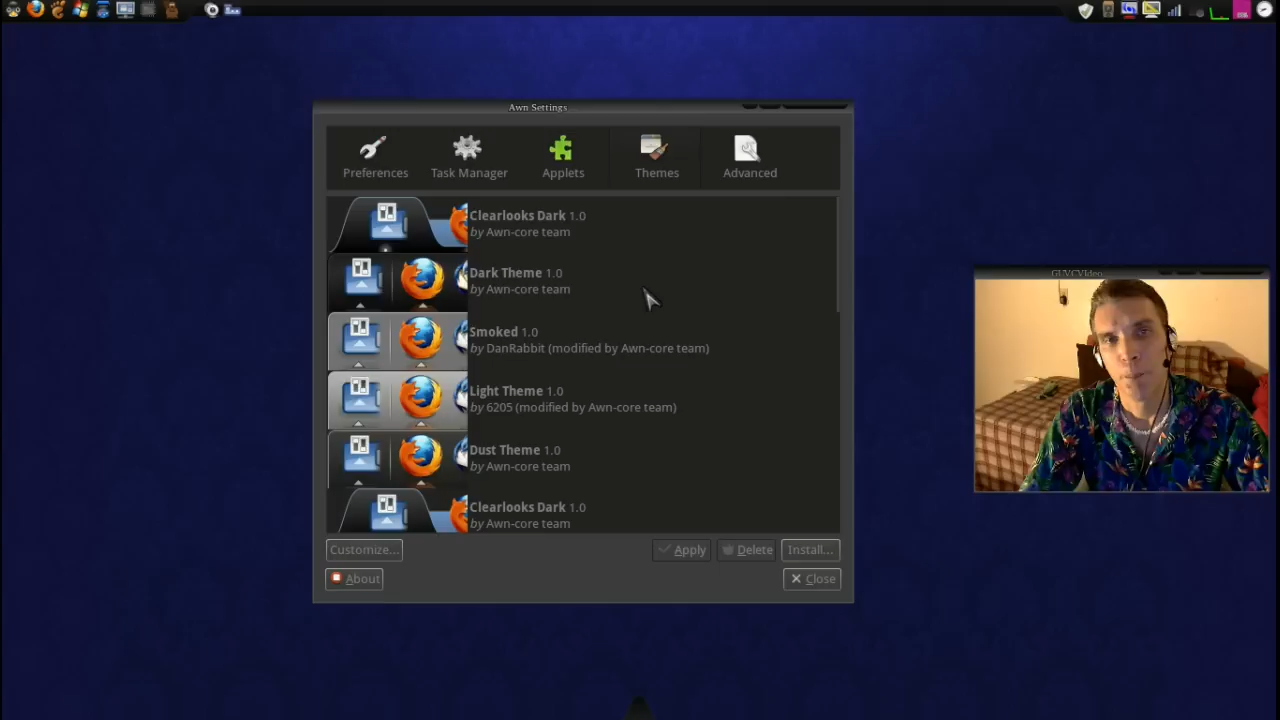 Awn Settings
Preferences
Task Manager
Applets
Themes
Advanced
Clearlooks Dark 1.0
by Awn-core team
Dark Theme 1.0
by Awn-core team
Smoked 1.0
by DanRabbit (modified by Awn-core team)
Light Theme 1.0
by 6205 (modified by Awn-core team)
Dust Theme 1.0
by Awn-core team
Clearlooks Dark 1.0
by Awn-core team
Customize...
Apply
Delete
Install...
About
Close
GUVCVIdeo